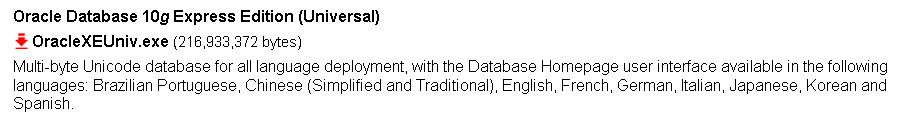 Oracle Database 10g Express Edition (Universal)
OracleXEUniv.exe (216,933,372 bytes)
Multi-byte Unicode database for all language deployment, with the Database Homepage user interface available in the following
languages: Brazilian Portuguese, Chinese (Simplified and Traditional), English, French, German, Italian, Japanese, Korean and
Spanish.